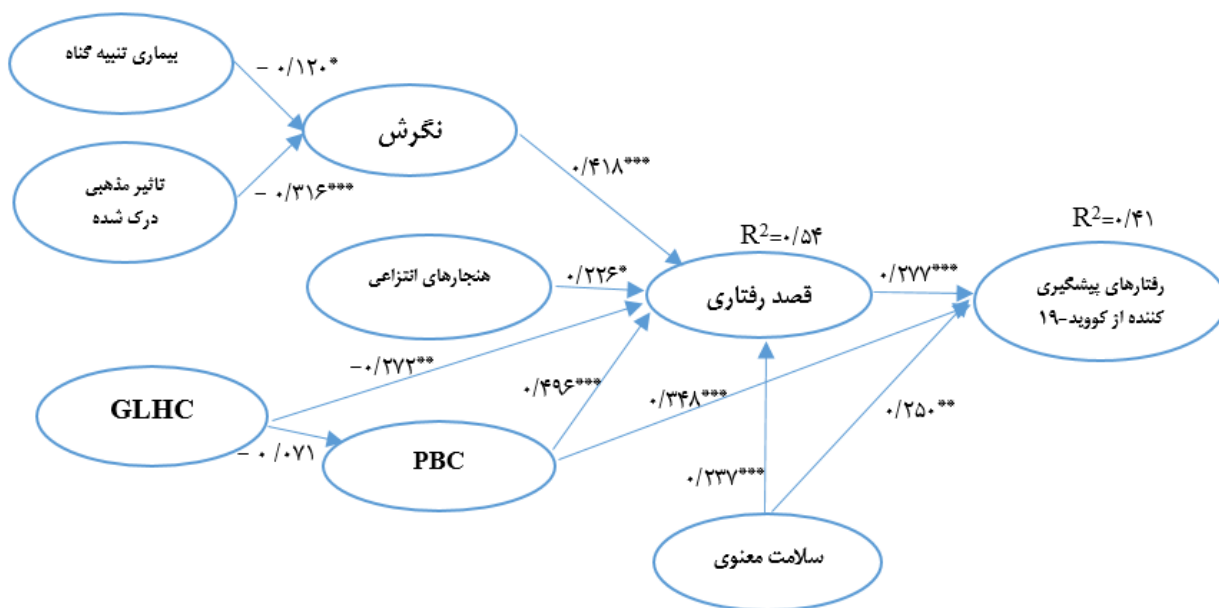 بیماری تنبیه گناه
– ۰/۱۲۰*
نگرش
تاثیر مذهبی
درک شده
– ۰/۳۱۶***
۰/۴۱۸***
R²=۰/۵۴
R²=۰/۴۱
هنجارهای انتزاعی
۰/۲۲۶*
قصد رفتاری
۰/۲۷۷***
رفتارهای پیشگیری
کننده از کووید-۱۹
–۰/۲۷۲**
GLHC
۰/۴۹۶***
۰/۳۴۸***
۰/۲۵۰**
– ۰/۰۷۱
PBC
۰/۲۳۷***
سلامت معنوی